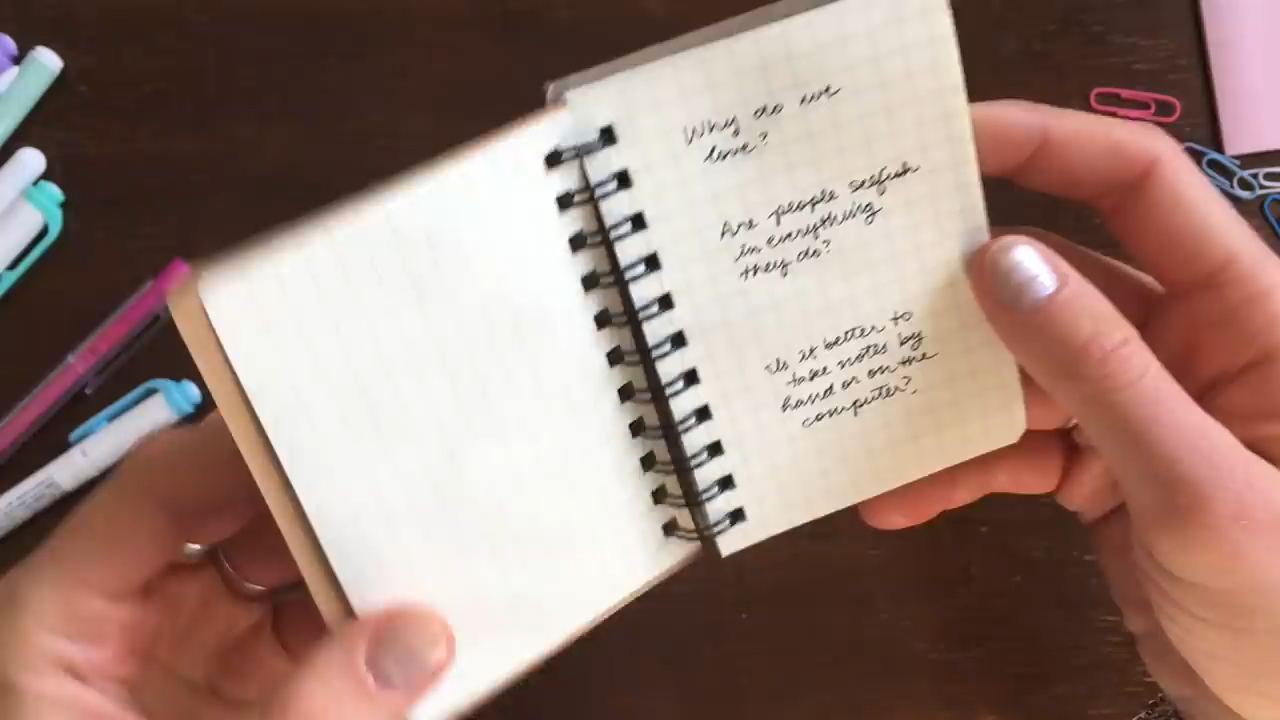 Why do we
love?
Are people selfish
in everything
they do?
Is it better to
take notes by
hand or on the
computer?